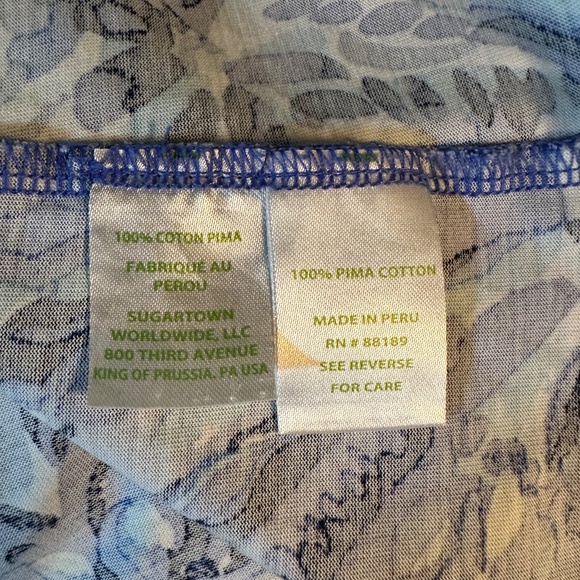 100% COTON PIMA
FABRIQUÉ AU
PEROU
SUGARTOWN
WORLDWIDE, LLC
800 THIRD AVENUE
KING OF PRUSSIA. PA USA
100% PIMA COTTON
MADE IN PERU
RN # 88189
SEE REVERSE
FOR CARE